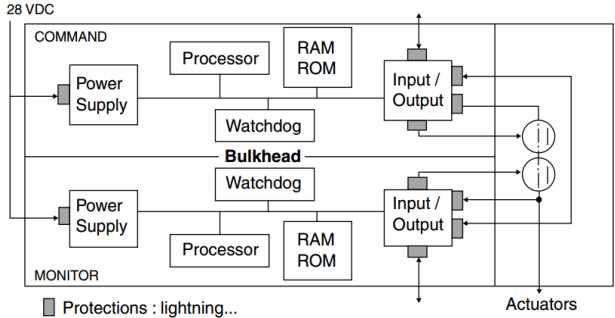 28 VDC
COMMAND
Processor
RAM
ROM
Power
Supply
Input /
Output
Watchdog
Bulkhead
Watchdog
Power
Supply
Input /
Output
Processor
RAM
ROM
MONITOR
Protections : lightning...
Actuators